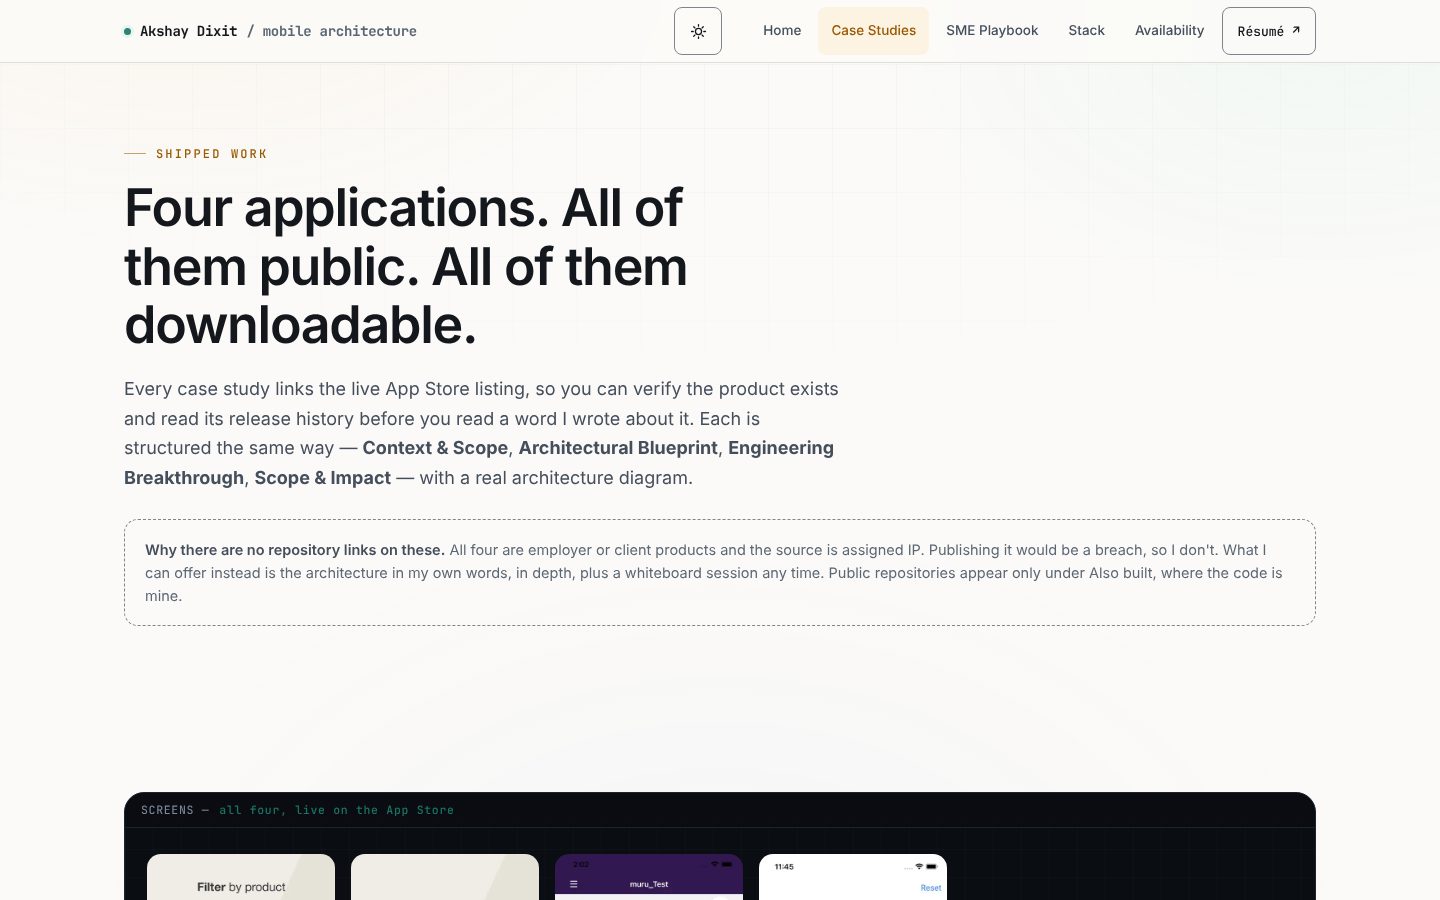 Akshay Dixit / mobile architecture
Home
Case Studies
SME Playbook
Stack
Availability
Résumé ↗
SHIPPED WORK
Four applications. All of
them public. All of them
downloadable.
Every case study links the live App Store listing, so you can verify the product exists
and read its release history before you read a word I wrote about it. Each is
structured the same way — Context & Scope, Architectural Blueprint, Engineering
Breakthrough, Scope & Impact — with a real architecture diagram.
Why there are no repository links on these. All four are employer or client products and the source is assigned IP. Publishing it would be a breach, so I don't. What I
can offer instead is the architecture in my own words, in depth, plus a whiteboard session any time. Public repositories appear only under Also built, where the code is
mine.
SCREENS — all four, live on the App Store
Filter by product
2:02
muru_Test
11:45
Reset